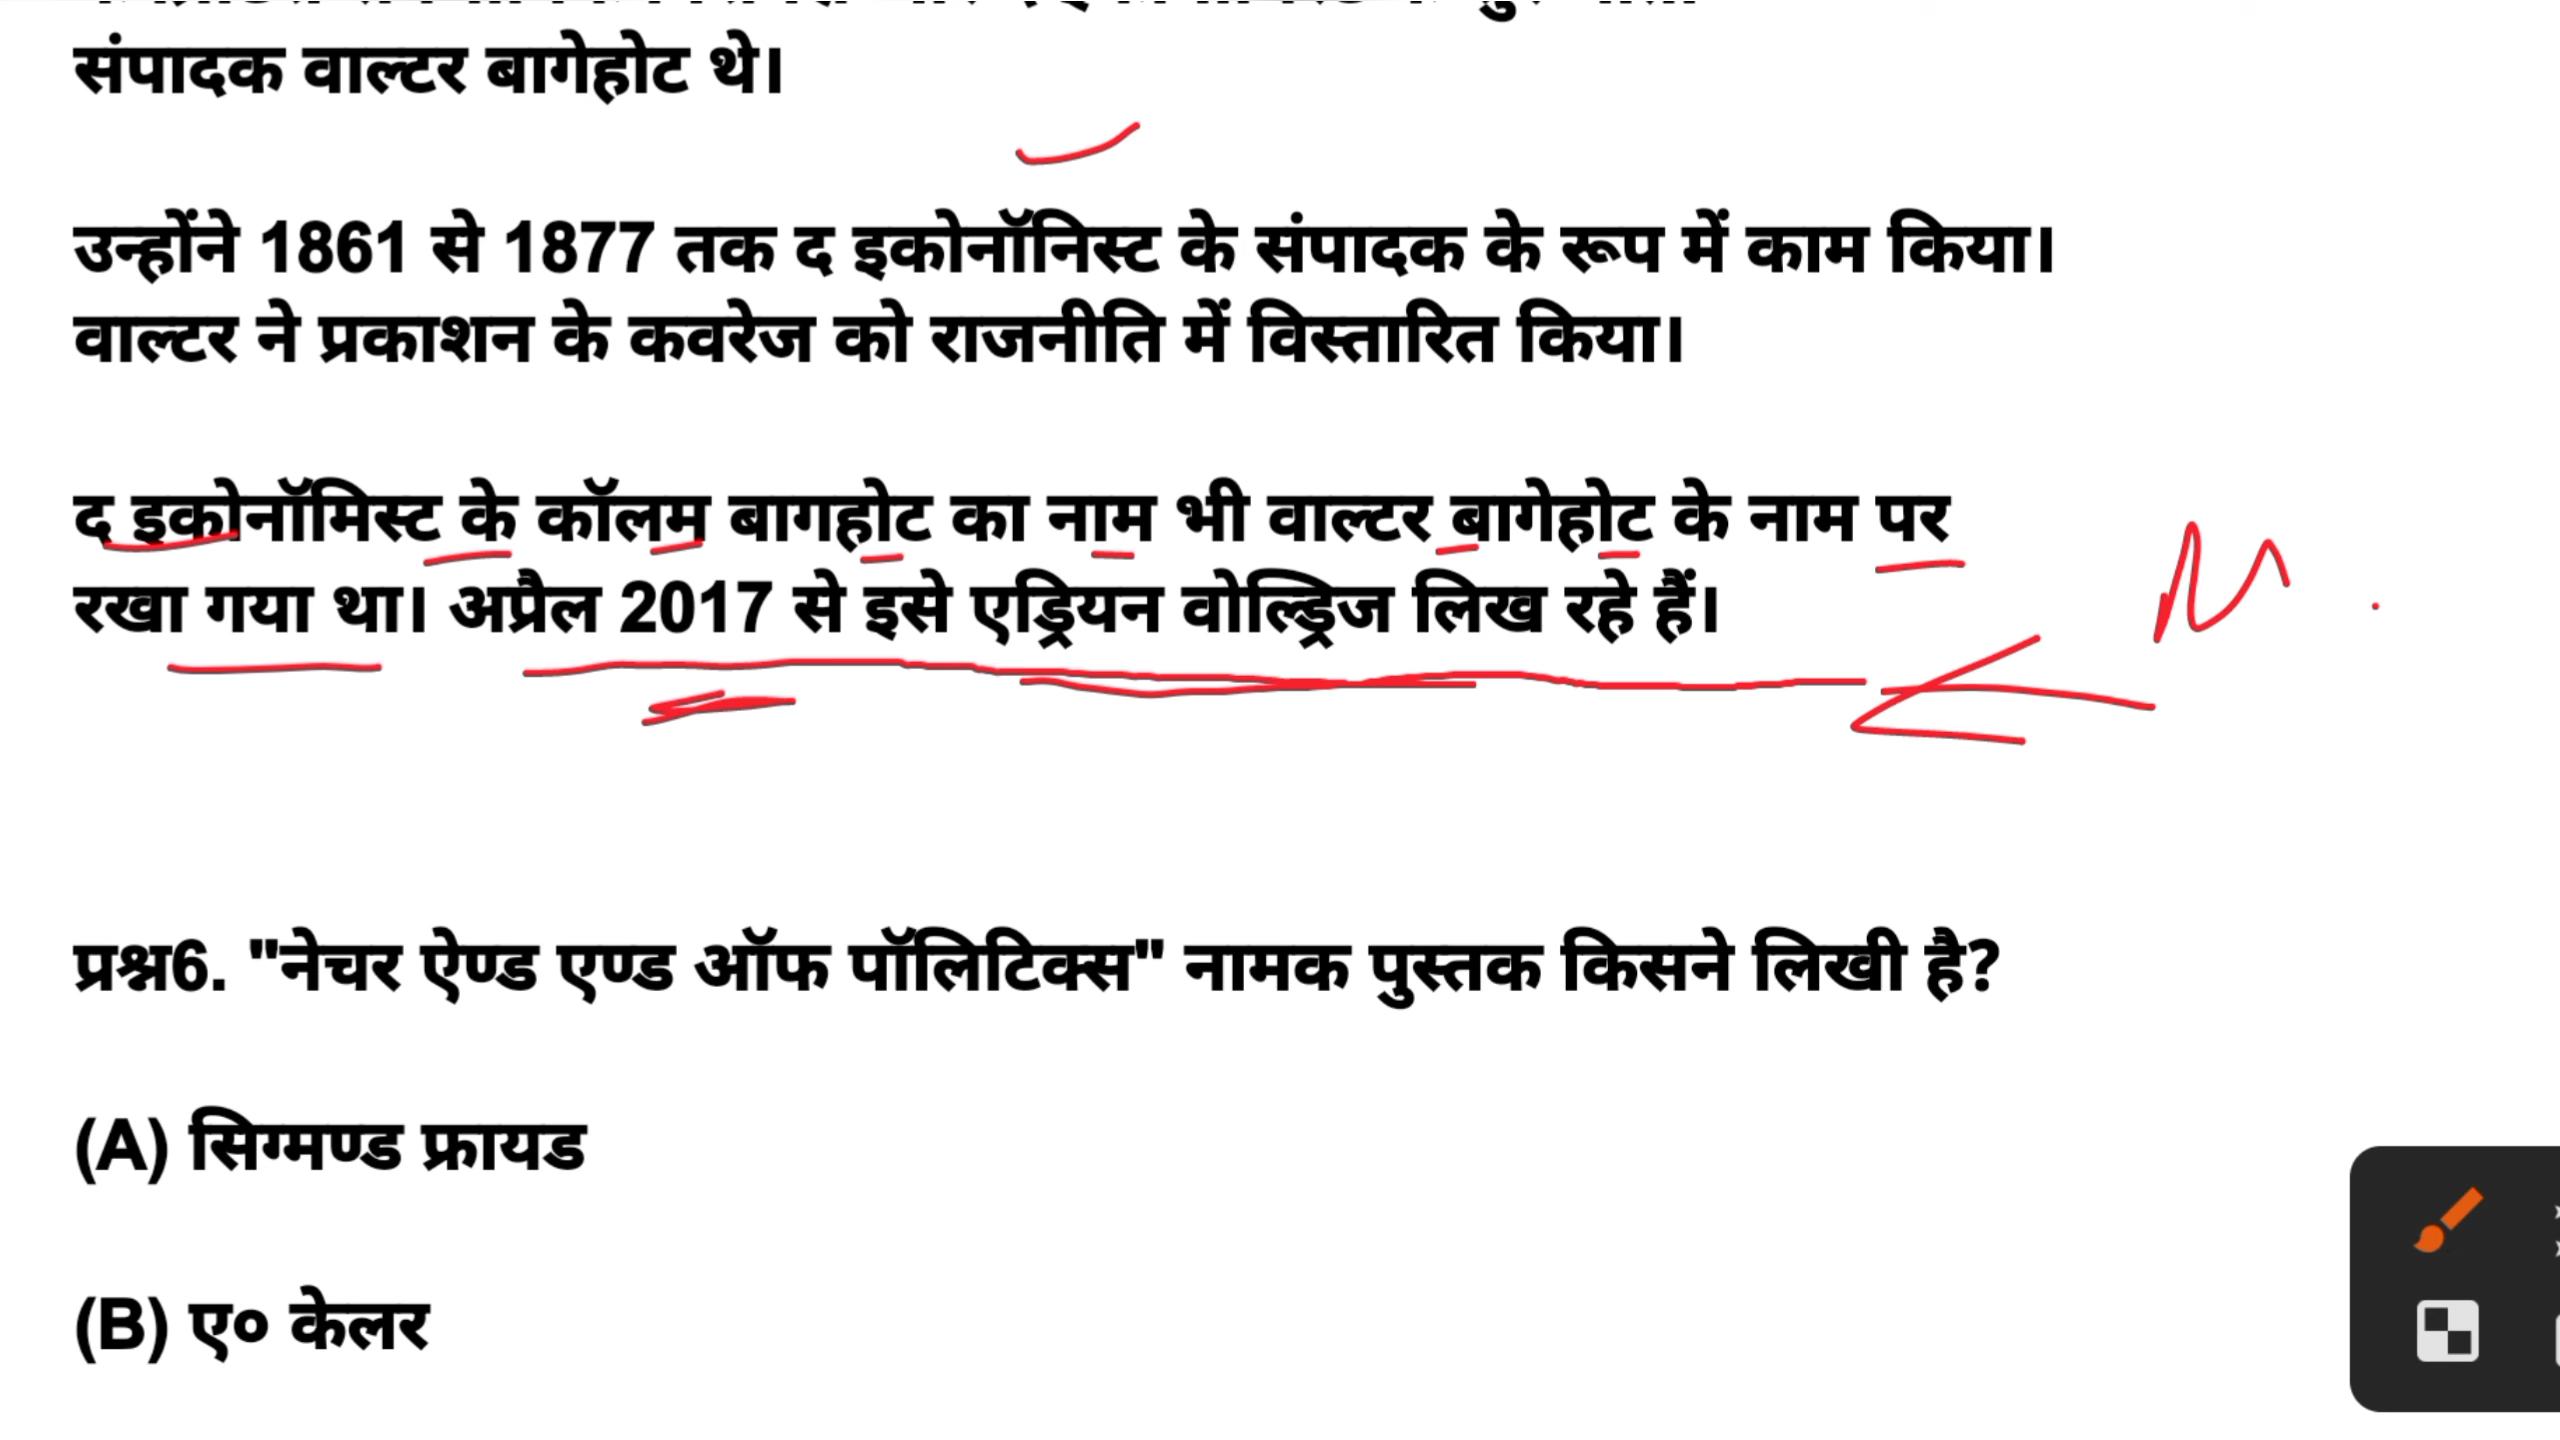 संपादक वाल्टर बागेहोट थे।
उन्होंने 1861 से 1877 तक द इकोनॉनिस्ट के संपादक के रूप में काम किया।
वाल्टर ने प्रकाशन के कवरेज को राजनीति में विस्तारित किया।
द इकोनॉमिस्ट के कॉलम बागहोट का नाम भी वाल्टर बागेहोट के नाम पर
रखा गया था। अप्रैल 2017 से इसे एड्रियन वोल्ड्रिज लिख रहे हैं।
प्रश्न6. "नेचर ऐण्ड एण्ड ऑफ पॉलिटिक्स" नामक पुस्तक किसने लिखी है?
(A) सिग्मण्ड फ्रायड
(B) ए० केलर